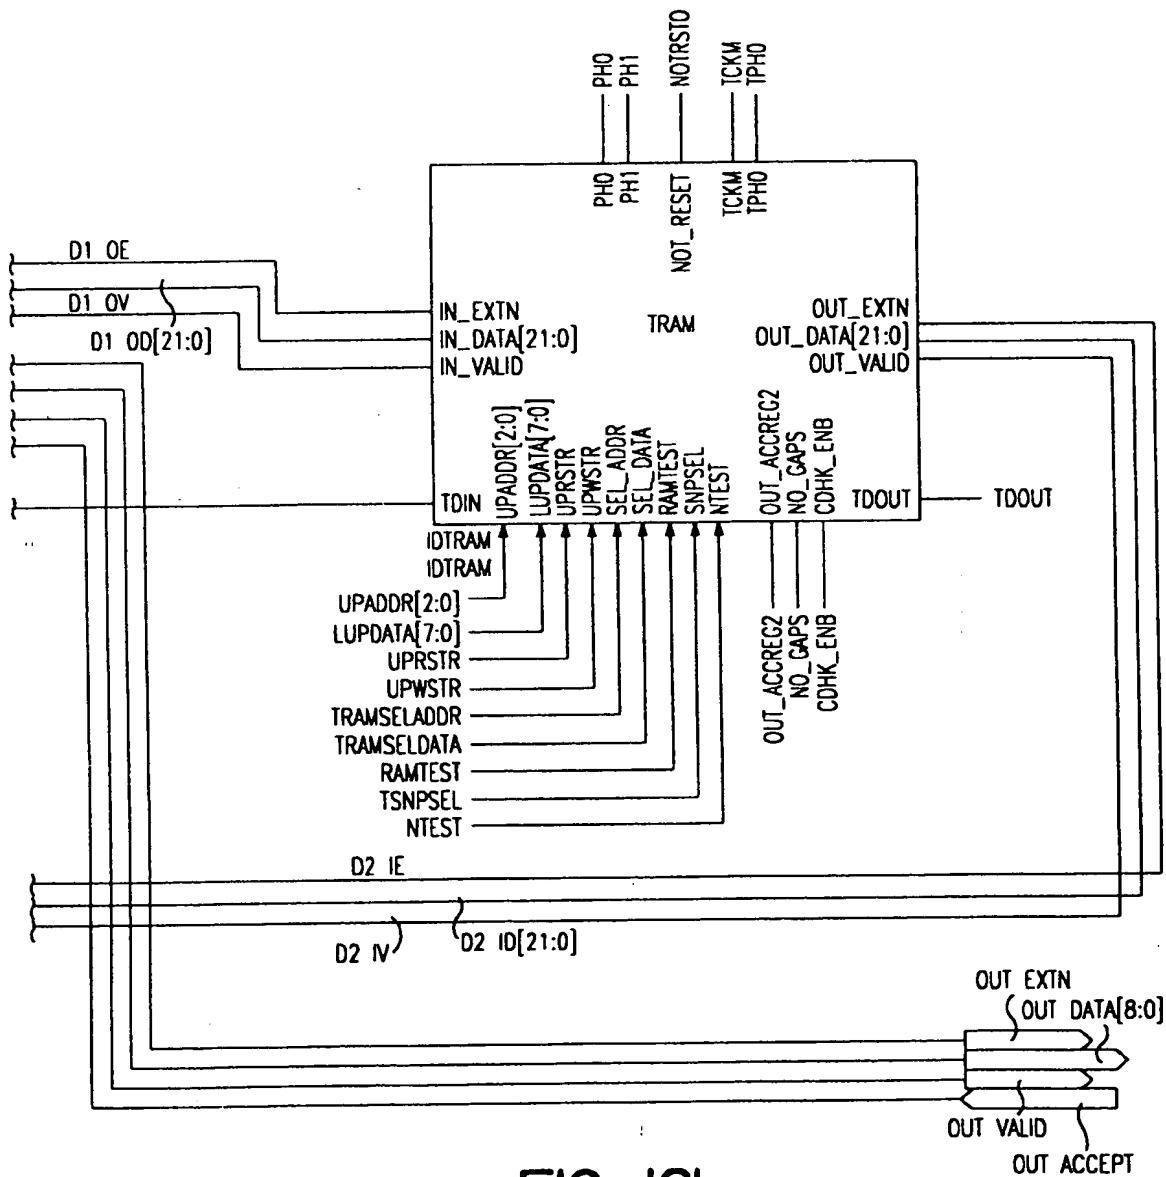 PH0
PH1
NOTRST0
TCKM
TPH0
PH0
PH1
NOT_RESET
TCKM
TPH0
D1 OE
D1 OV
D1 OD[21:0]
IN_EXTN
IN_DATA[21:0]
IN_VALID
TRAM
OUT_EXTN
OUT_DATA[21:0]
OUT_VALID
TDIN
UPADDR[2:0]
LUPDATA[7:0]
UPRSTR
UPWSTR
SEL_ADDR
SEL_DATA
RAMTEST
SNPSEL
NTEST
OUT_ACCREG2
NO_GAPS
CDHK_ENB
TDOUT
TDOUT
IDTRAM
IDTRAM
UPADDR[2:0]
LUPDATA[7:0]
UPRSTR
UPWSTR
TRAMSELADDR
TRAMSELDATA
RAMTEST
TSNPSEL
NTEST
OUT_ACCREG2
NO_GAPS
CDHK_ENB
D2 IE
D2 IV
D2 ID[21:0]
OUT EXTN
OUT DATA[8:0]
OUT VALID
OUT ACCEPT